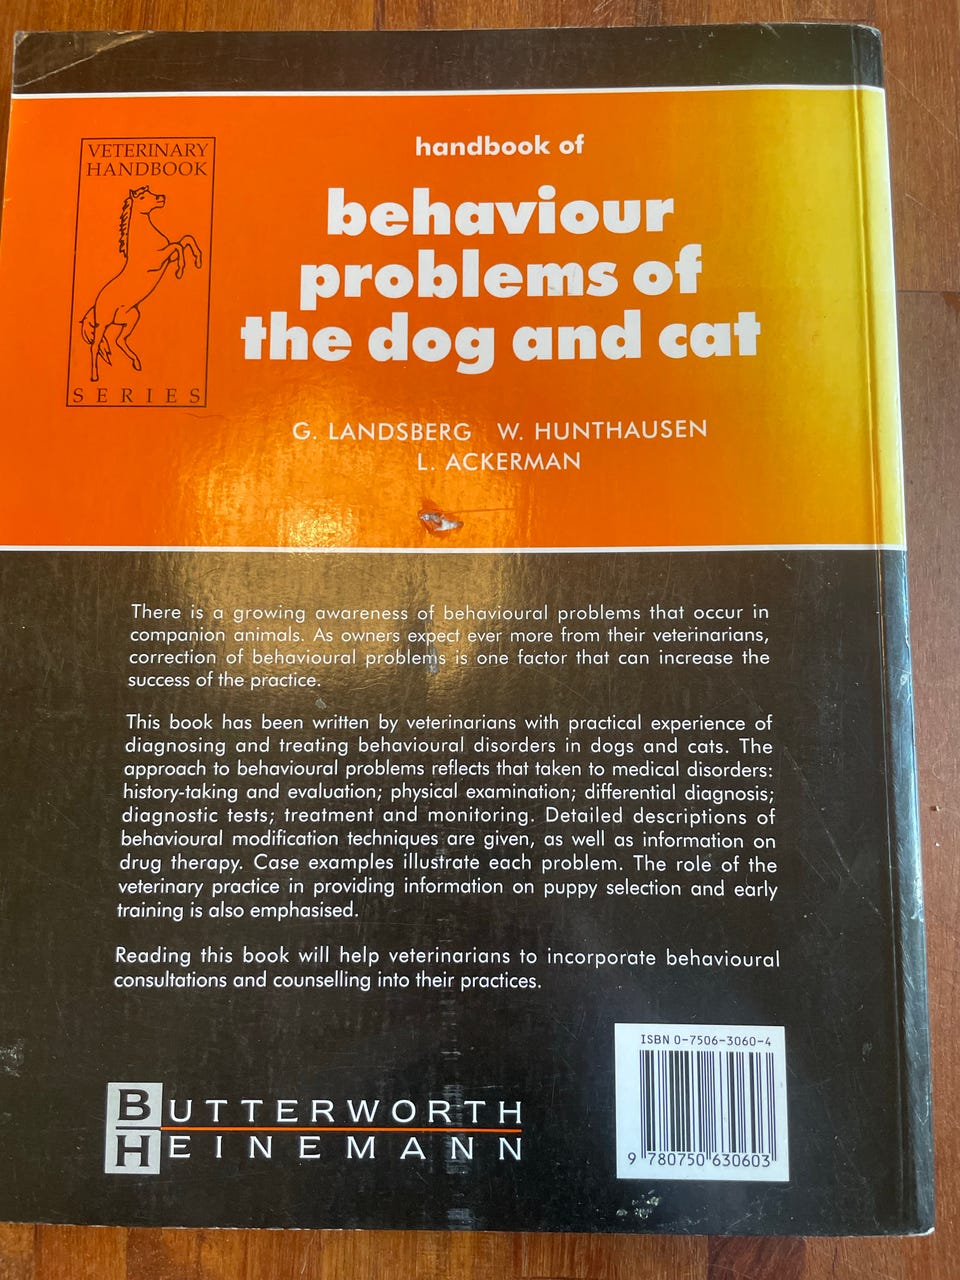 VETERINARY
HANDBOOK
SERIES
handbook of
behaviour
problems of
the dog and cat
G. LANDSBERG W. HUNTHAUSEN
L. ACKERMAN
There is a growing awareness of behavioural problems that occur in
companion animals. As owners expect ever more from their veterinarians,
correction of behavioural problems is one factor that can increase the
success of the practice.
This book has been written by veterinarians with practical experience of
diagnosing and treating behavioural disorders in dogs and cats. The
approach to behavioural problems reflects that taken to medical disorders:
history-taking and evaluation; physical examination; differential diagnosis;
diagnostic tests; treatment and monitoring. Detailed descriptions of
behavioural modification techniques are given, as well as information on
drug therapy. Case examples illustrate each problem. The role of the
veterinary practice in providing information on puppy selection and early
training is also emphasised.
Reading this book will help veterinarians to incorporate behavioural
consultations and counselling into their practices.
ISBN 0-7506-3060-4
9 780750 630603
BUTTERWORTH
HEINEMANN